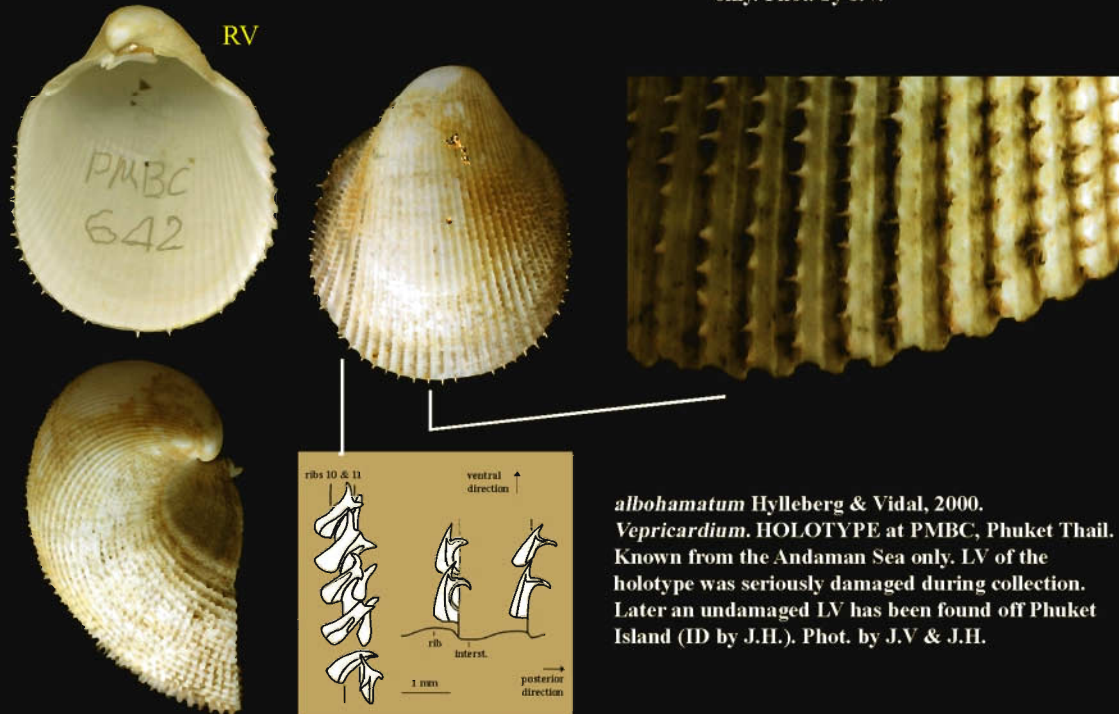 RV
PMBC
642
ribs 10 & 11
ventral
direction
rib
interst.
1 mm
posterior
direction
albohamatum Hylleberg & Vidal, 2000.
Vepricardium. HOLOTYPE at PMBC, Phuket Thail.
Known from the Andaman Sea only. LV of the
holotype was seriously damaged during collection.
Later an undamaged LV has been found off Phuket
Island (ID by J.H.). Phot. by J.V & J.H.